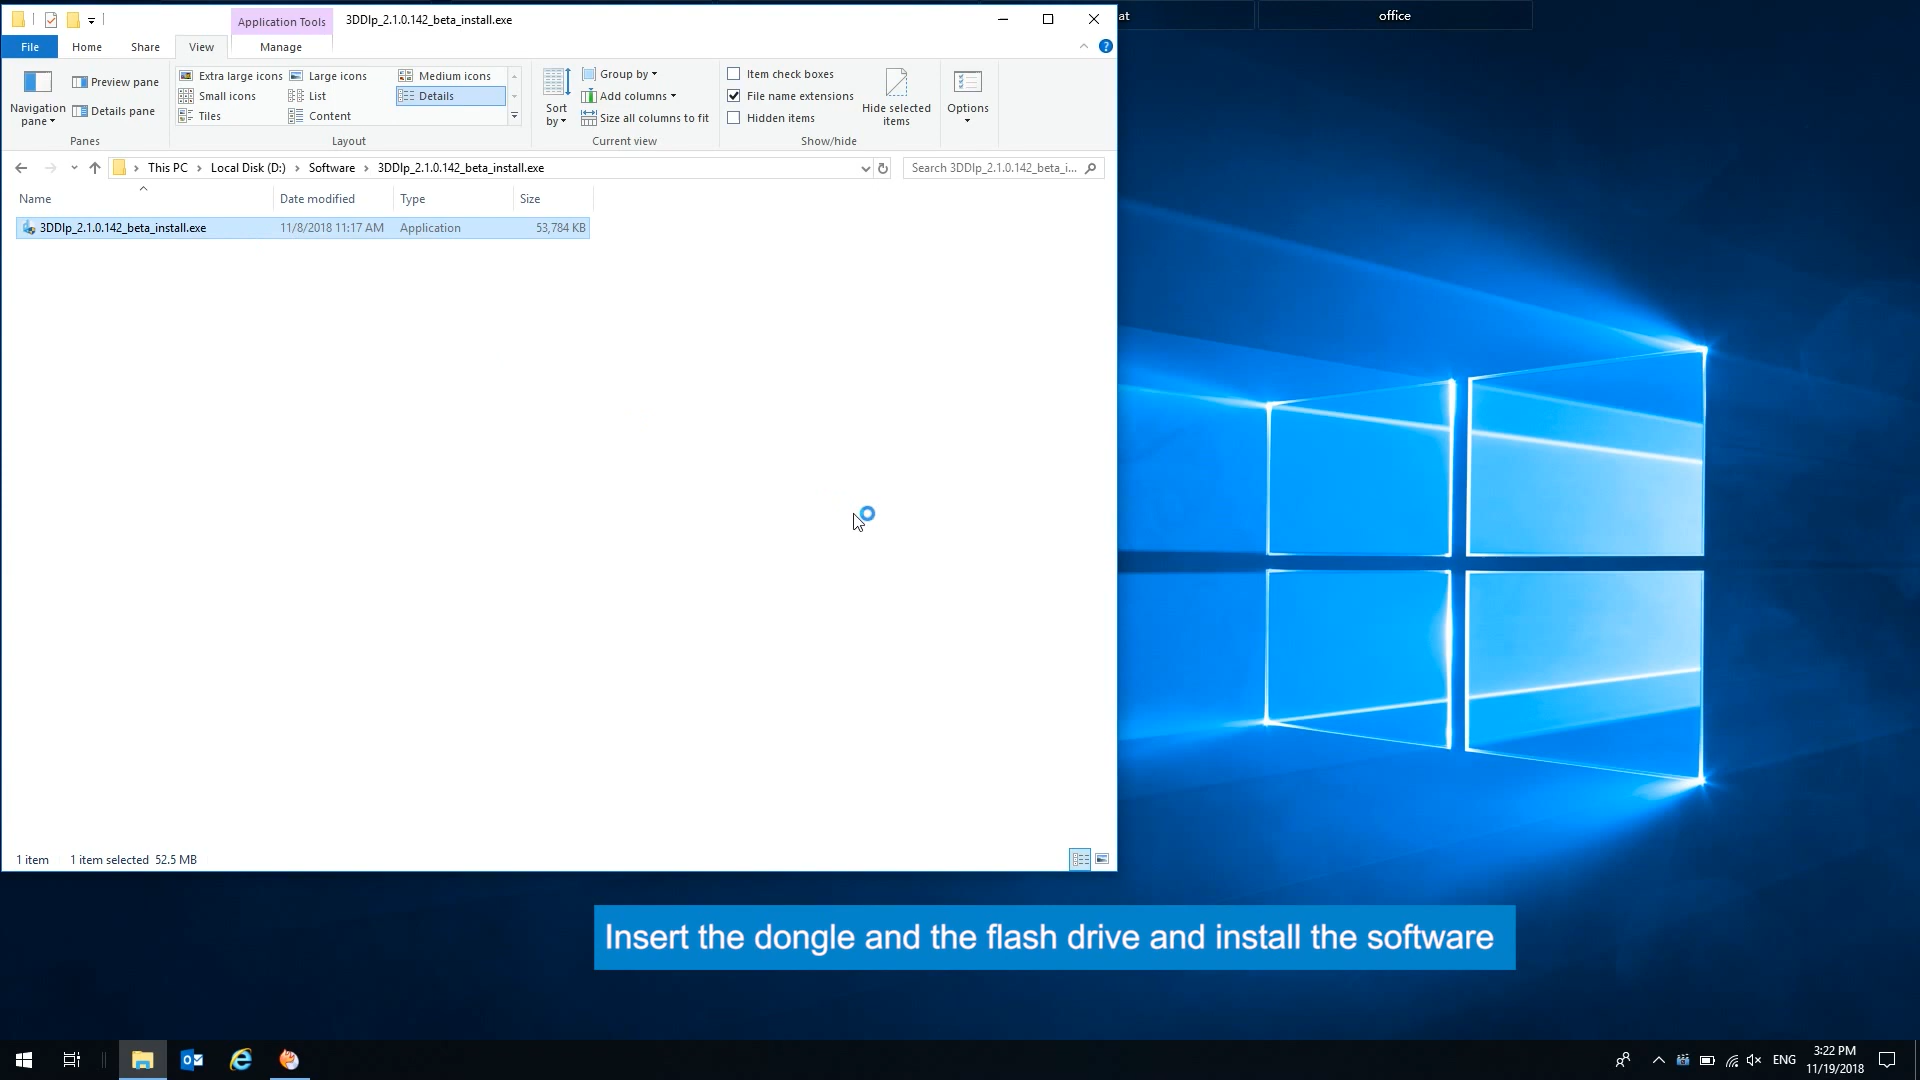 Application Tools
3DDlp_2.1.0.142_beta_install.exe
at
office
File
Home
Share
View
Manage
Navigation pane
Preview pane
Details pane
Panes
Extra large icons
Large icons
Medium icons
Small icons
List
Details
Tiles
Content
Layout
Sort by
Group by
Add columns
Size all columns to fit
Current view
Item check boxes
File name extensions
Hidden items
Hide selected items
Show/hide
Options
This PC
Local Disk (D:)
Software
3DDlp_2.1.0.142_beta_install.exe
Search 3DDlp_2.1.0.142_beta_i...
Name
Date modified
Type
Size
3DDlp_2.1.0.142_beta_install.exe
11/8/2018 11:17 AM
Application
53,784 KB
1 item
1 item selected 52.5 MB
Insert the dongle and the flash drive and install the software
ENG
3:22 PM
11/19/2018